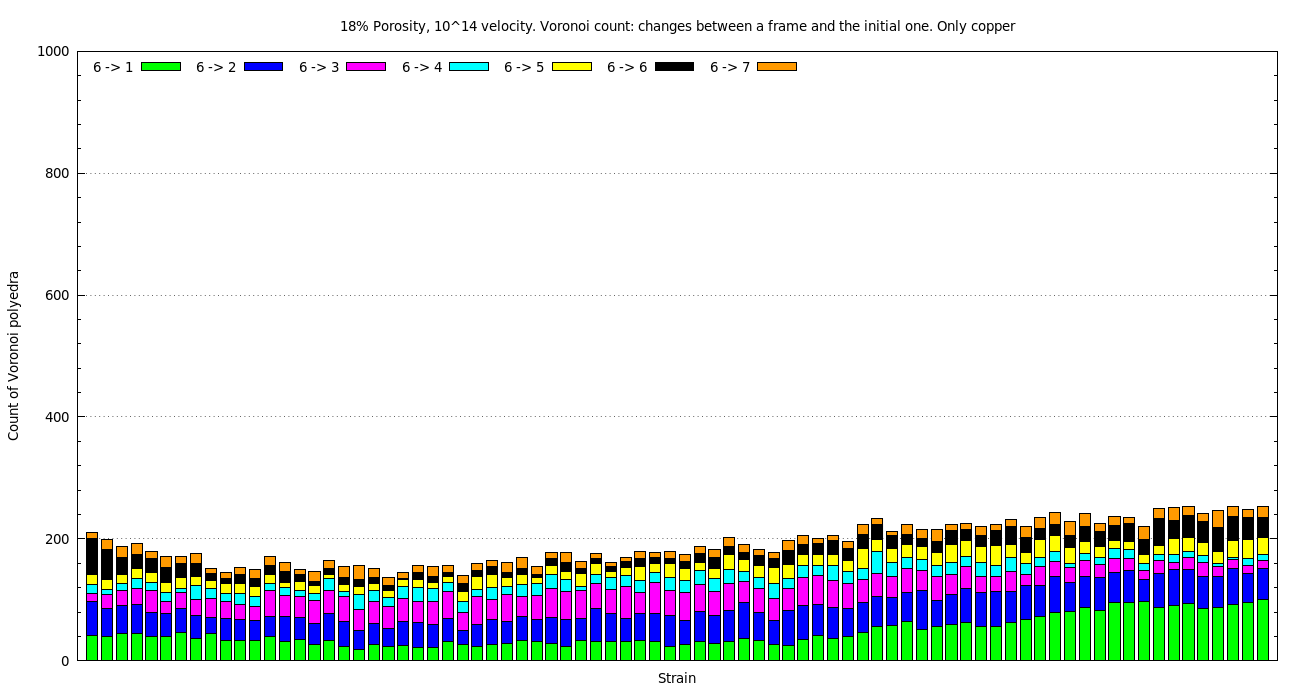 18% Porosity, 10^14 velocity. Voronoi count: changes between a frame and the initial one. Only copper
1000
6 -> 1 6 -> 2 6 -> 3 6 -> 4 6 -> 5 6 -> 6 6 -> 7
800
600
Count of Voronoi polyedra
400
200
0
Strain